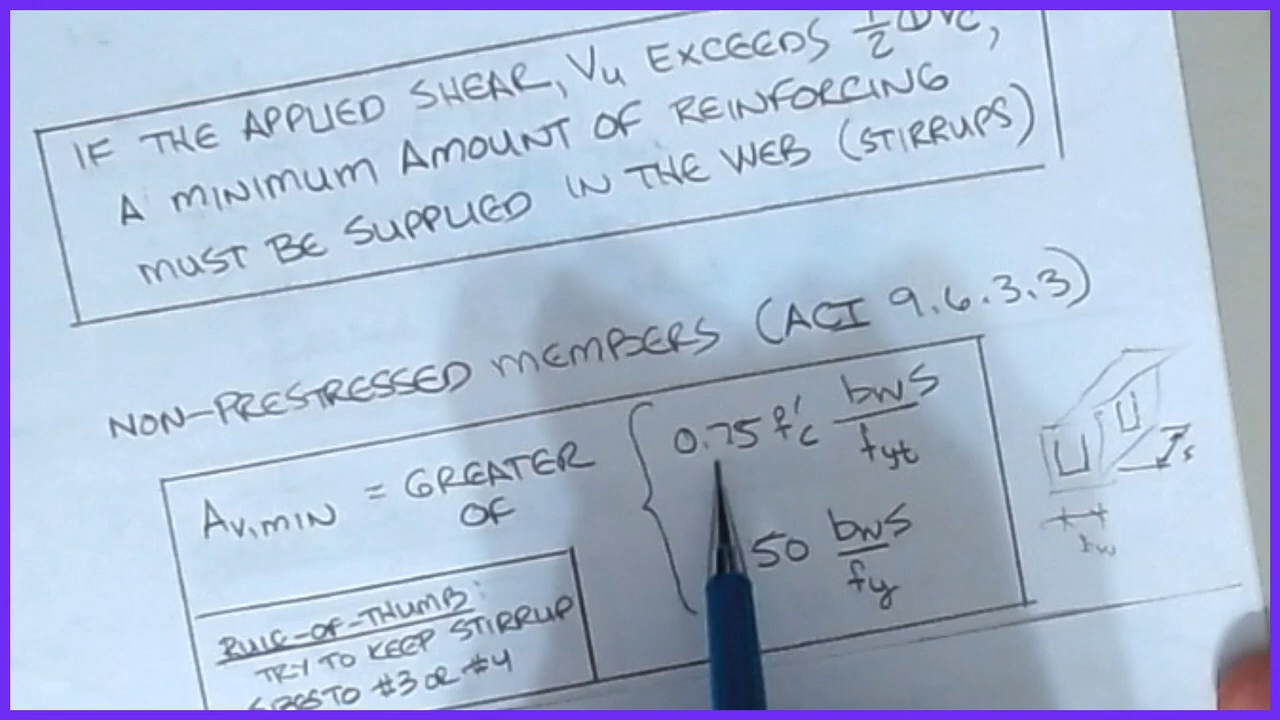 IF THE APPLIED SHEAR, Vu EXCEEDS 1/2 ΦVc,
A MINIMUM AMOUNT OF REINFORCING
MUST BE SUPPLIED IN THE WEB (STIRRUPS)
NON-PRESTRESSED MEMBERS (ACI 9.6.3.3)
Av,MIN = GREATER OF
0.75 f'c bws/fyt
50 bws/fy
s
bw
RULE-OF-THUMB:
TRY TO KEEP STIRRUP
SIZES TO #3 OR #4